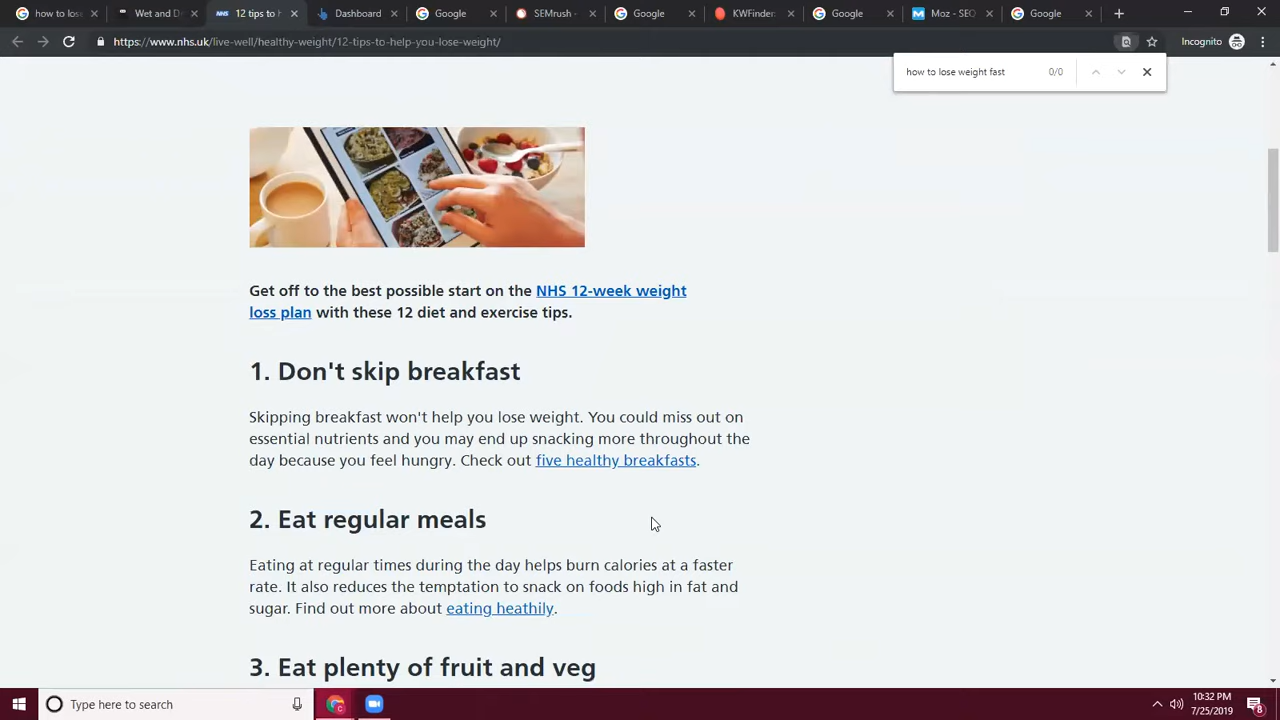 how to lose
Wet and D
NHS 12 tips to h
Dashboard
Google
SEMrush -
Google
KWFinder
Google
Moz - SEO
Google
https://www.nhs.uk/live-well/healthy-weight/12-tips-to-help-you-lose-weight/
Incognito
how to lose weight fast 0/0
Get off to the best possible start on the NHS 12-week weight
loss plan with these 12 diet and exercise tips.
1. Don't skip breakfast
Skipping breakfast won't help you lose weight. You could miss out on
essential nutrients and you may end up snacking more throughout the
day because you feel hungry. Check out five healthy breakfasts.
2. Eat regular meals
Eating at regular times during the day helps burn calories at a faster
rate. It also reduces the temptation to snack on foods high in fat and
sugar. Find out more about eating heathily.
3. Eat plenty of fruit and veg
Type here to search
10:32 PM
7/25/2019
8